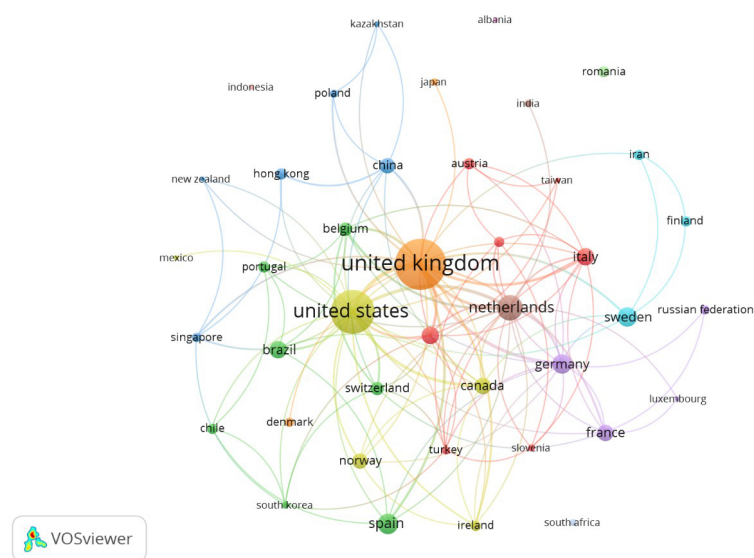 albania
kazakhstan
romania
japan
indonesia
poland
india
iran
austria
china
hong kong
new zealand
taiwan
finland
belgium
italy
mexico
united kingdom
portugal
netherlands
russian federation
united states
sweden
singapore
brazil
germany
canada
switzerland
luxembourg
denmark
chile
france
turkey
slovenia
norway
south korea
spain
ireland
south africa
VOSviewer